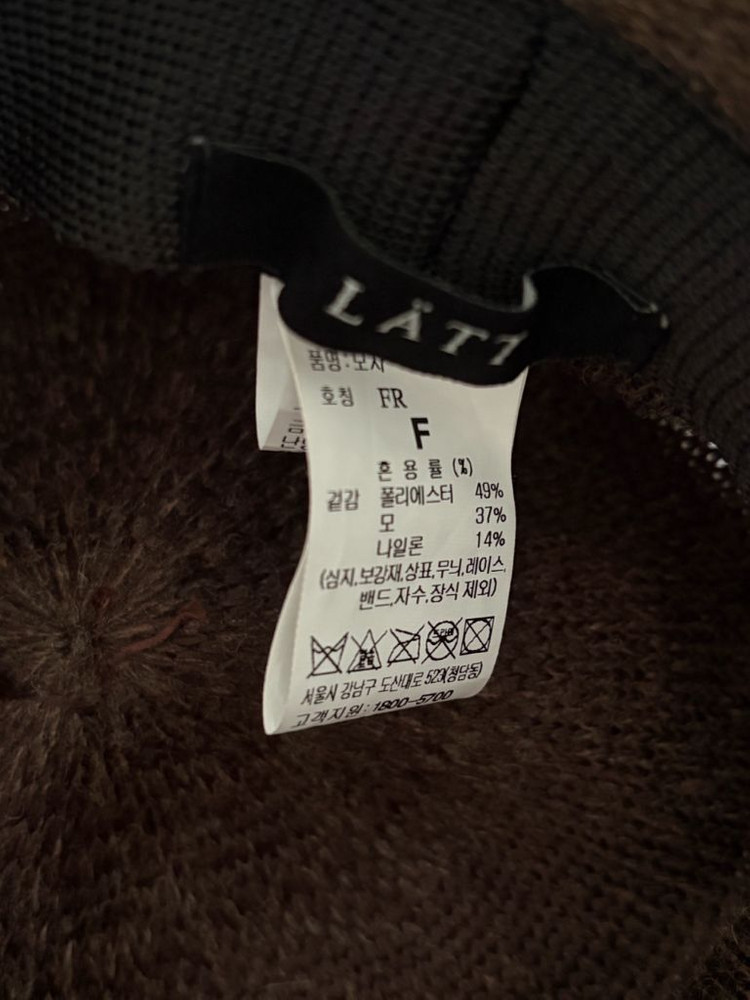 LÄTT
품명:모자
호칭 FR
F
혼용률(%)
겉감 폴리에스터 49%
모 37%
나일론 14%
(심지,보강재,상표,무늬,레이스,
밴드,자수,장식 제외)
서울시 강남구 도산대로 523(청담동)
고객지원:1800-5700